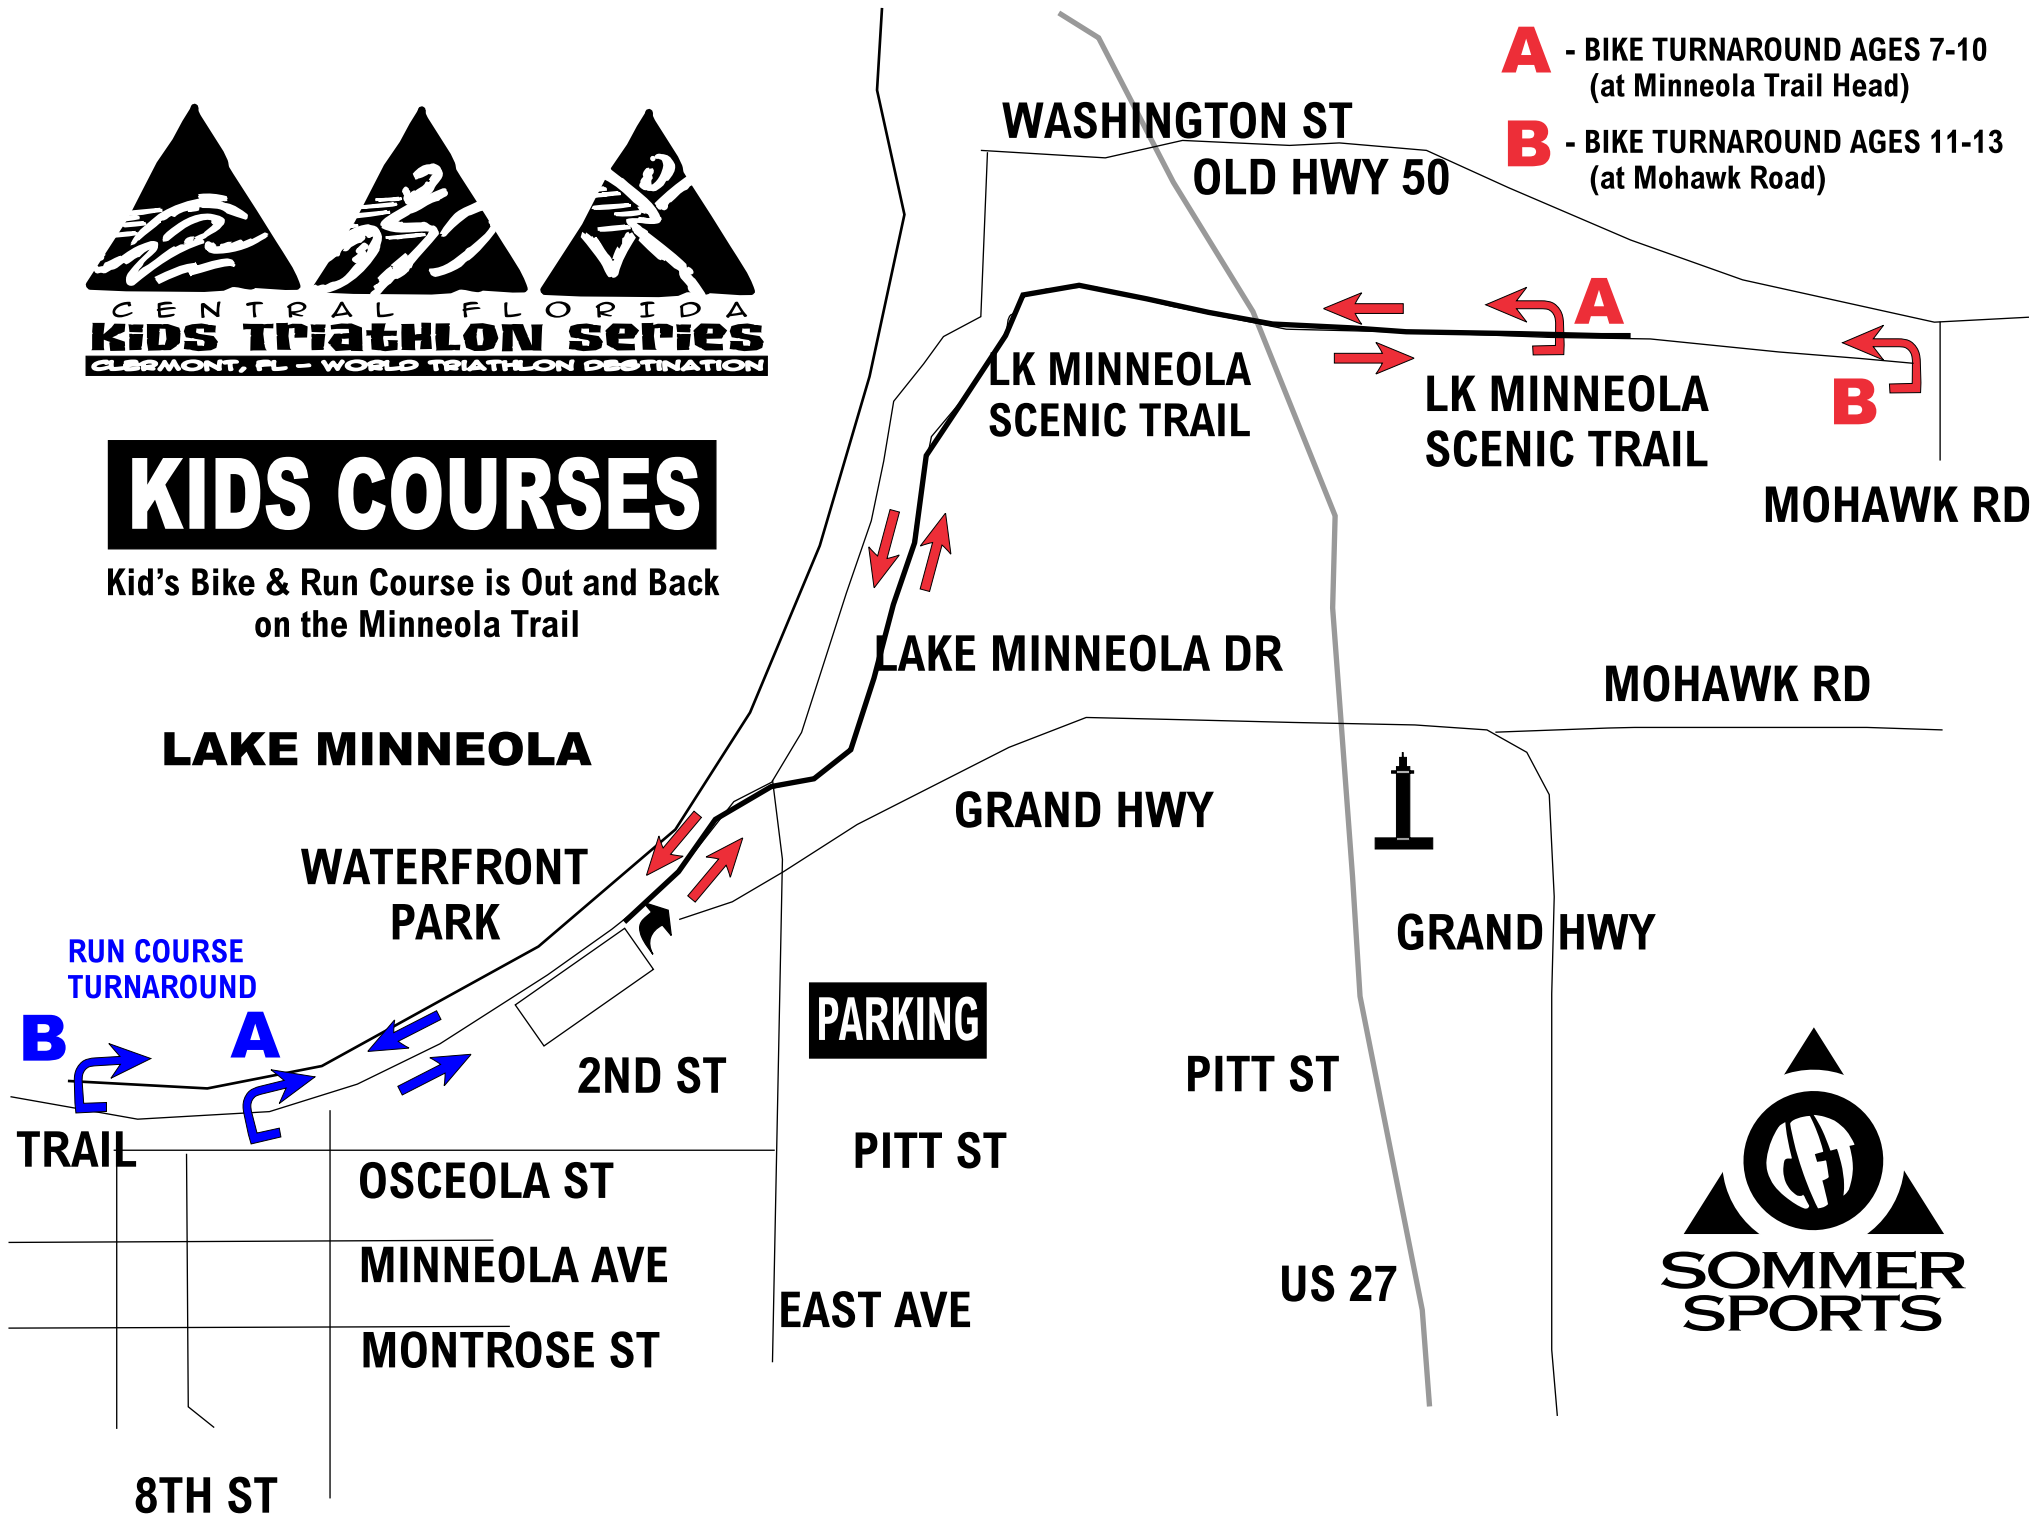 A - BIKE TURNAROUND AGES 7-10
(at Minneola Trail Head)
B - BIKE TURNAROUND AGES 11-13
(at Mohawk Road)
WASHINGTON ST
OLD HWY 50
CENTRAL FLORIDA
KiDS TriatHLON series
CLERMONT, FL - WORLD TRIATHLON DESTINATION
A
B
LK MINNEOLA
SCENIC TRAIL
LK MINNEOLA
SCENIC TRAIL
MOHAWK RD
KIDS COURSES
Kid's Bike & Run Course is Out and Back
on the Minneola Trail
LAKE MINNEOLA DR
MOHAWK RD
LAKE MINNEOLA
GRAND HWY
WATERFRONT
PARK
GRAND HWY
RUN COURSE
TURNAROUND
B
A
PARKING
2ND ST
PITT ST
TRAIL
PITT ST
OSCEOLA ST
MINNEOLA AVE
US 27
EAST AVE
MONTROSE ST
SOMMER
SPORTS
8TH ST